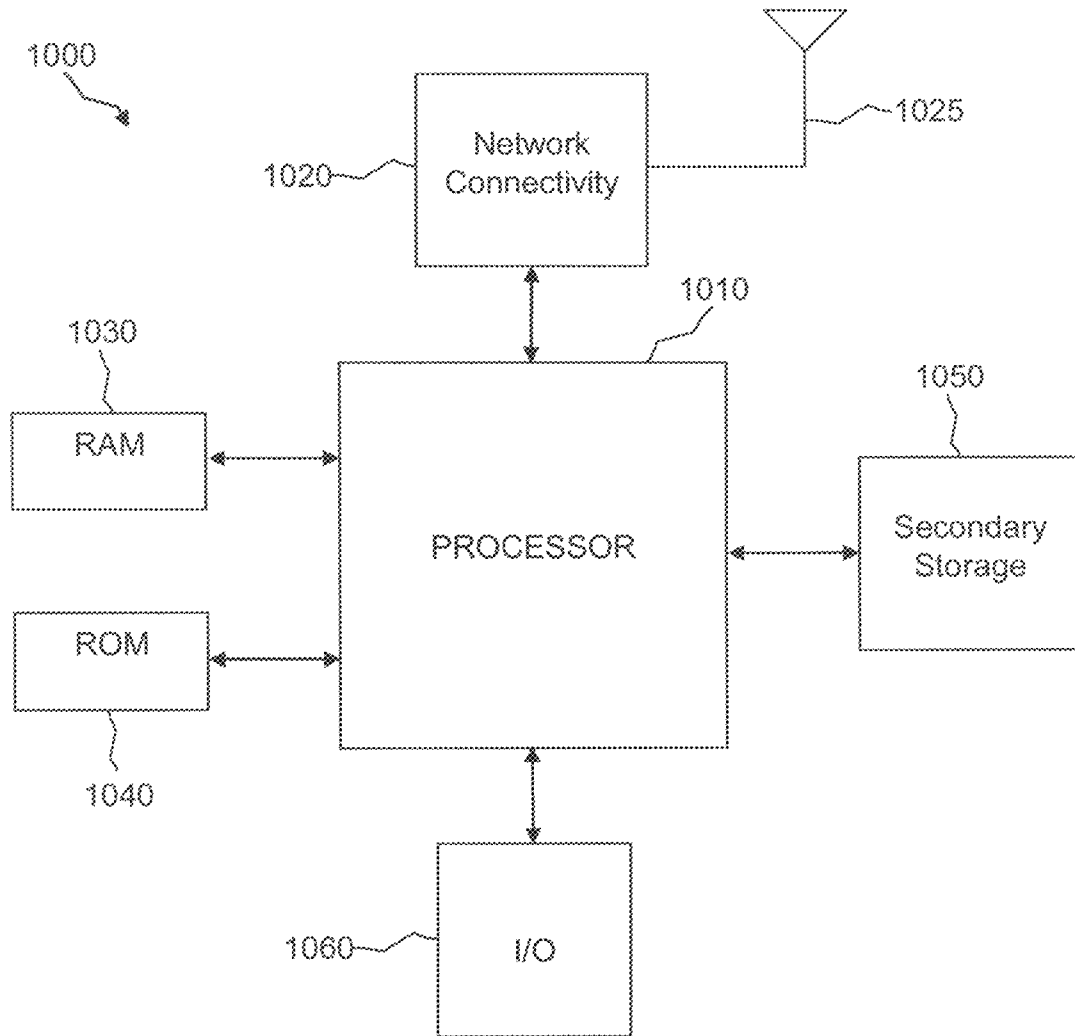 1000
Network
Connectivity
1020
1025
1010
1030
RAM
1050
PROCESSOR
Secondary
Storage
ROM
1040
1060
I/O